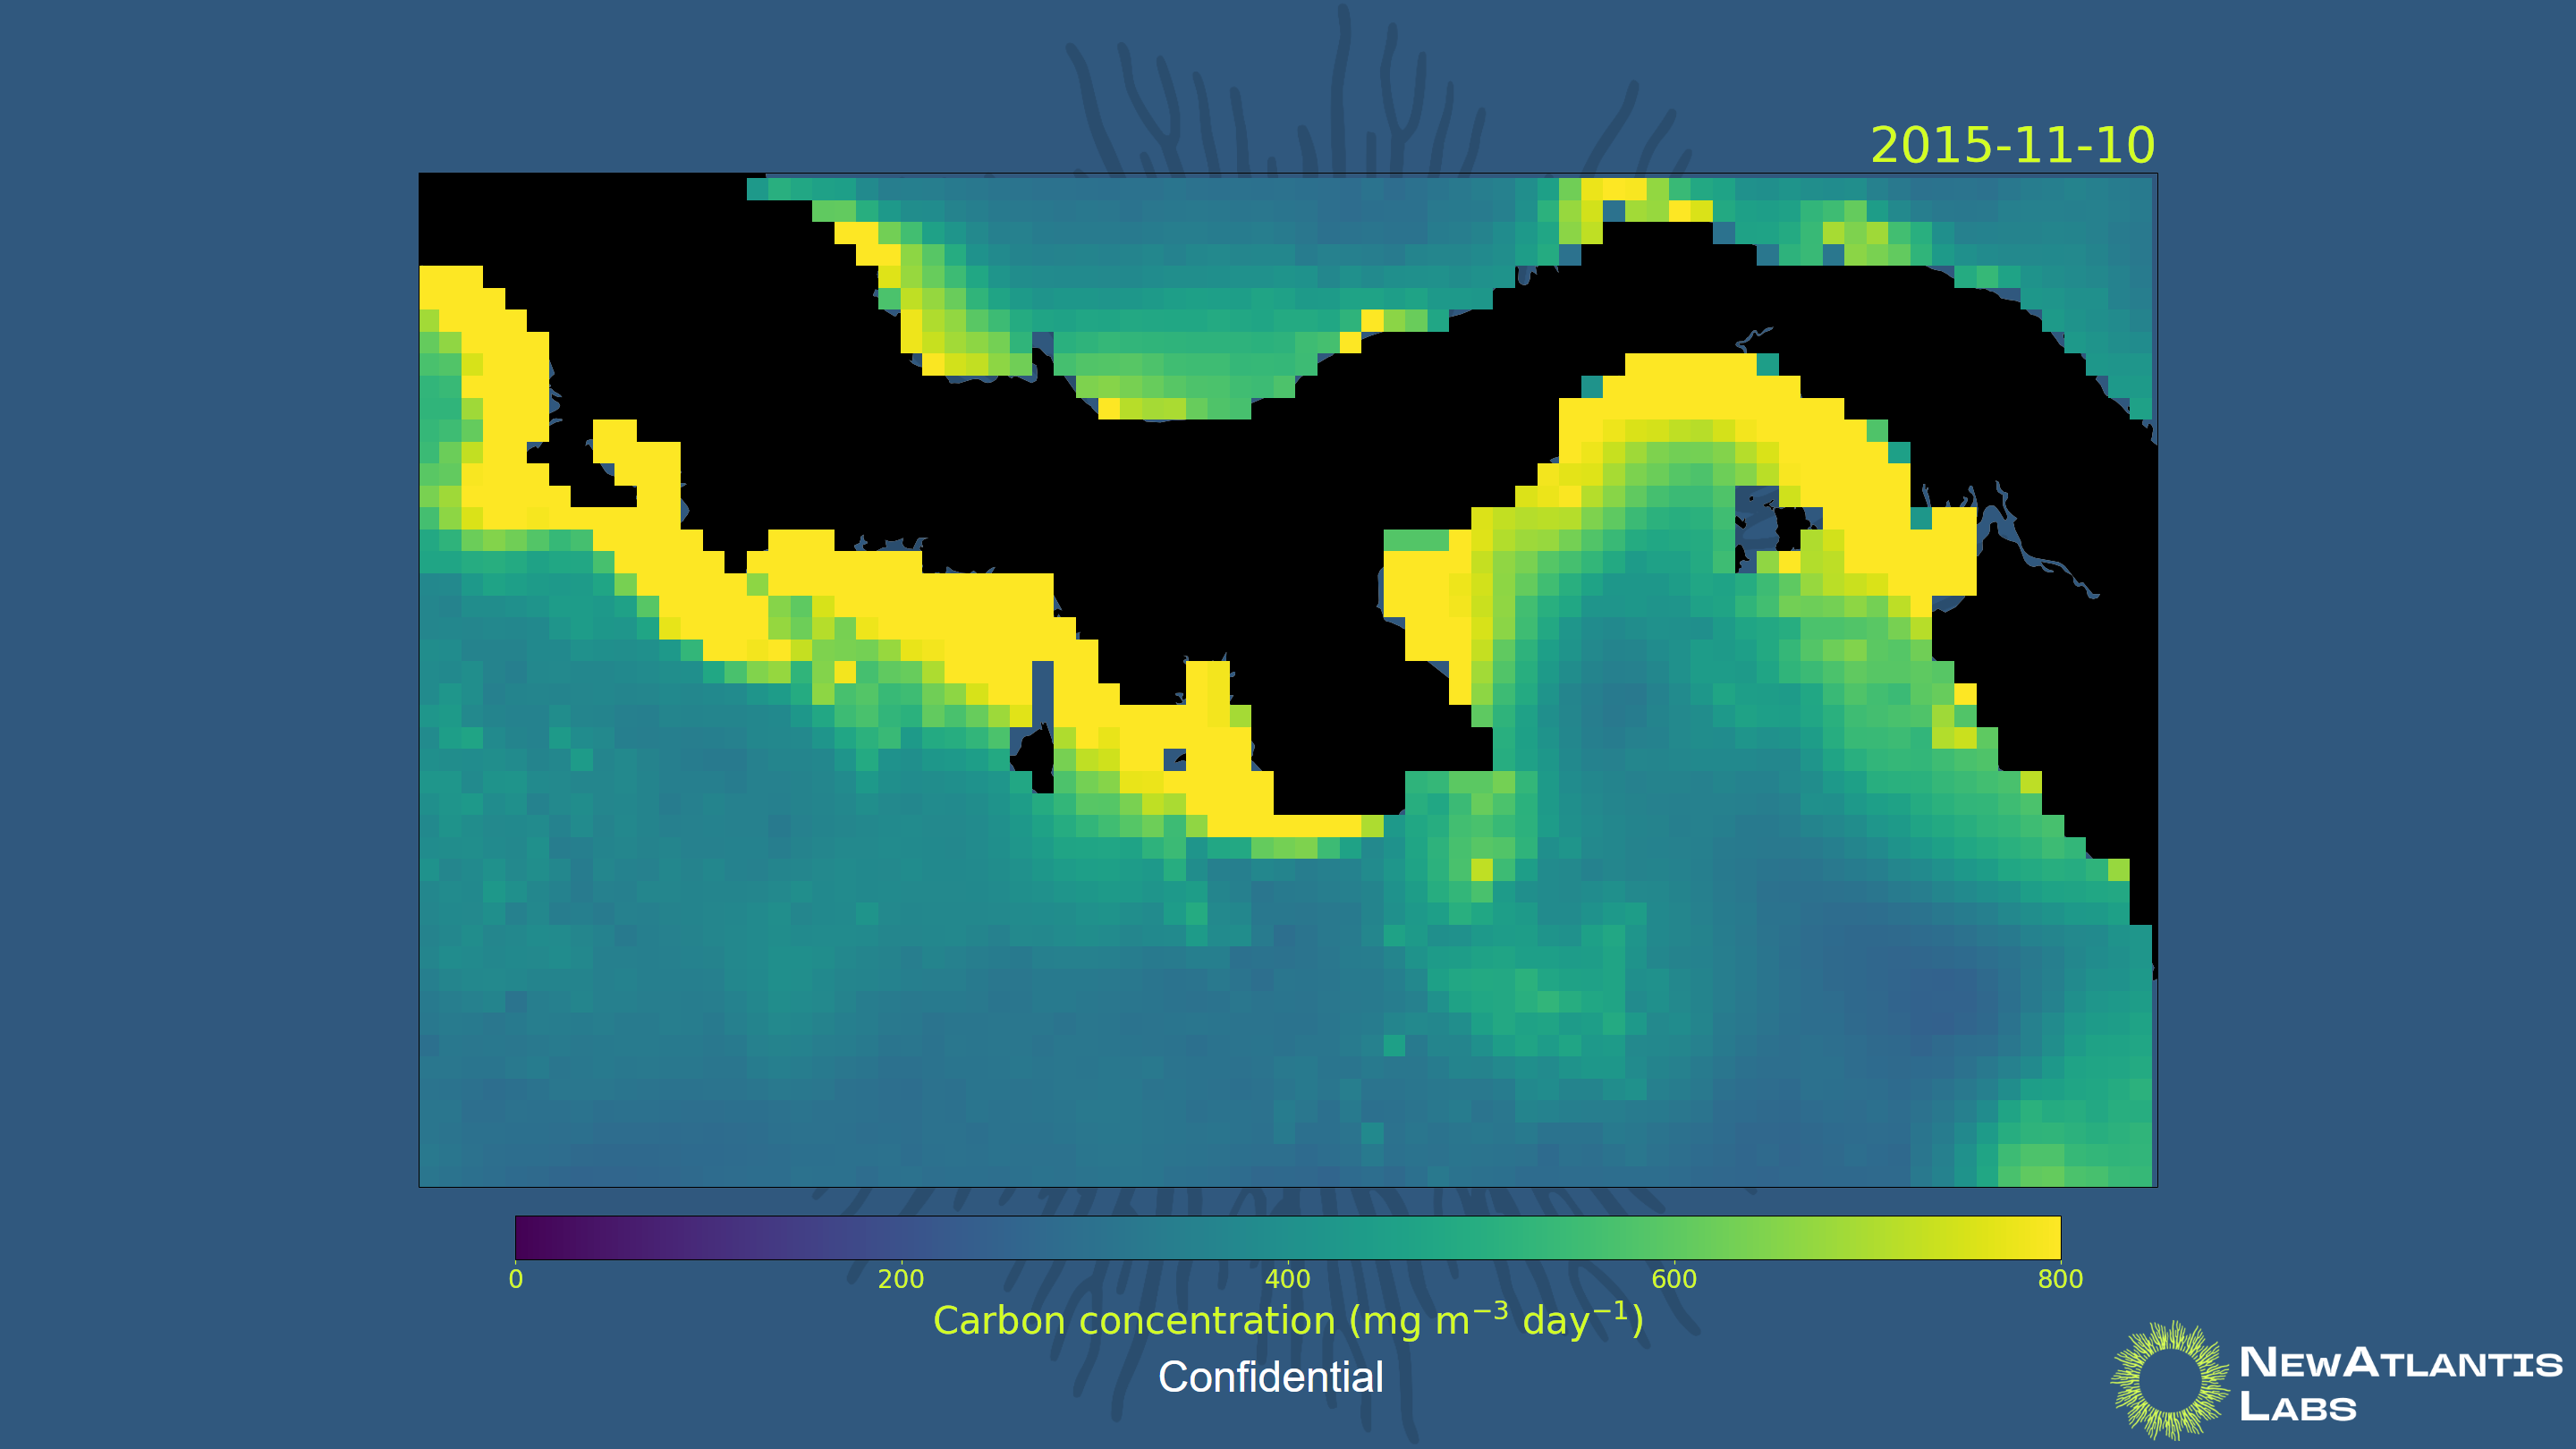 2015-11-10
0 200 400 600 800
Carbon concentration (mg m⁻³ day⁻¹)
Confidential
NEWATLANTIS
LABS